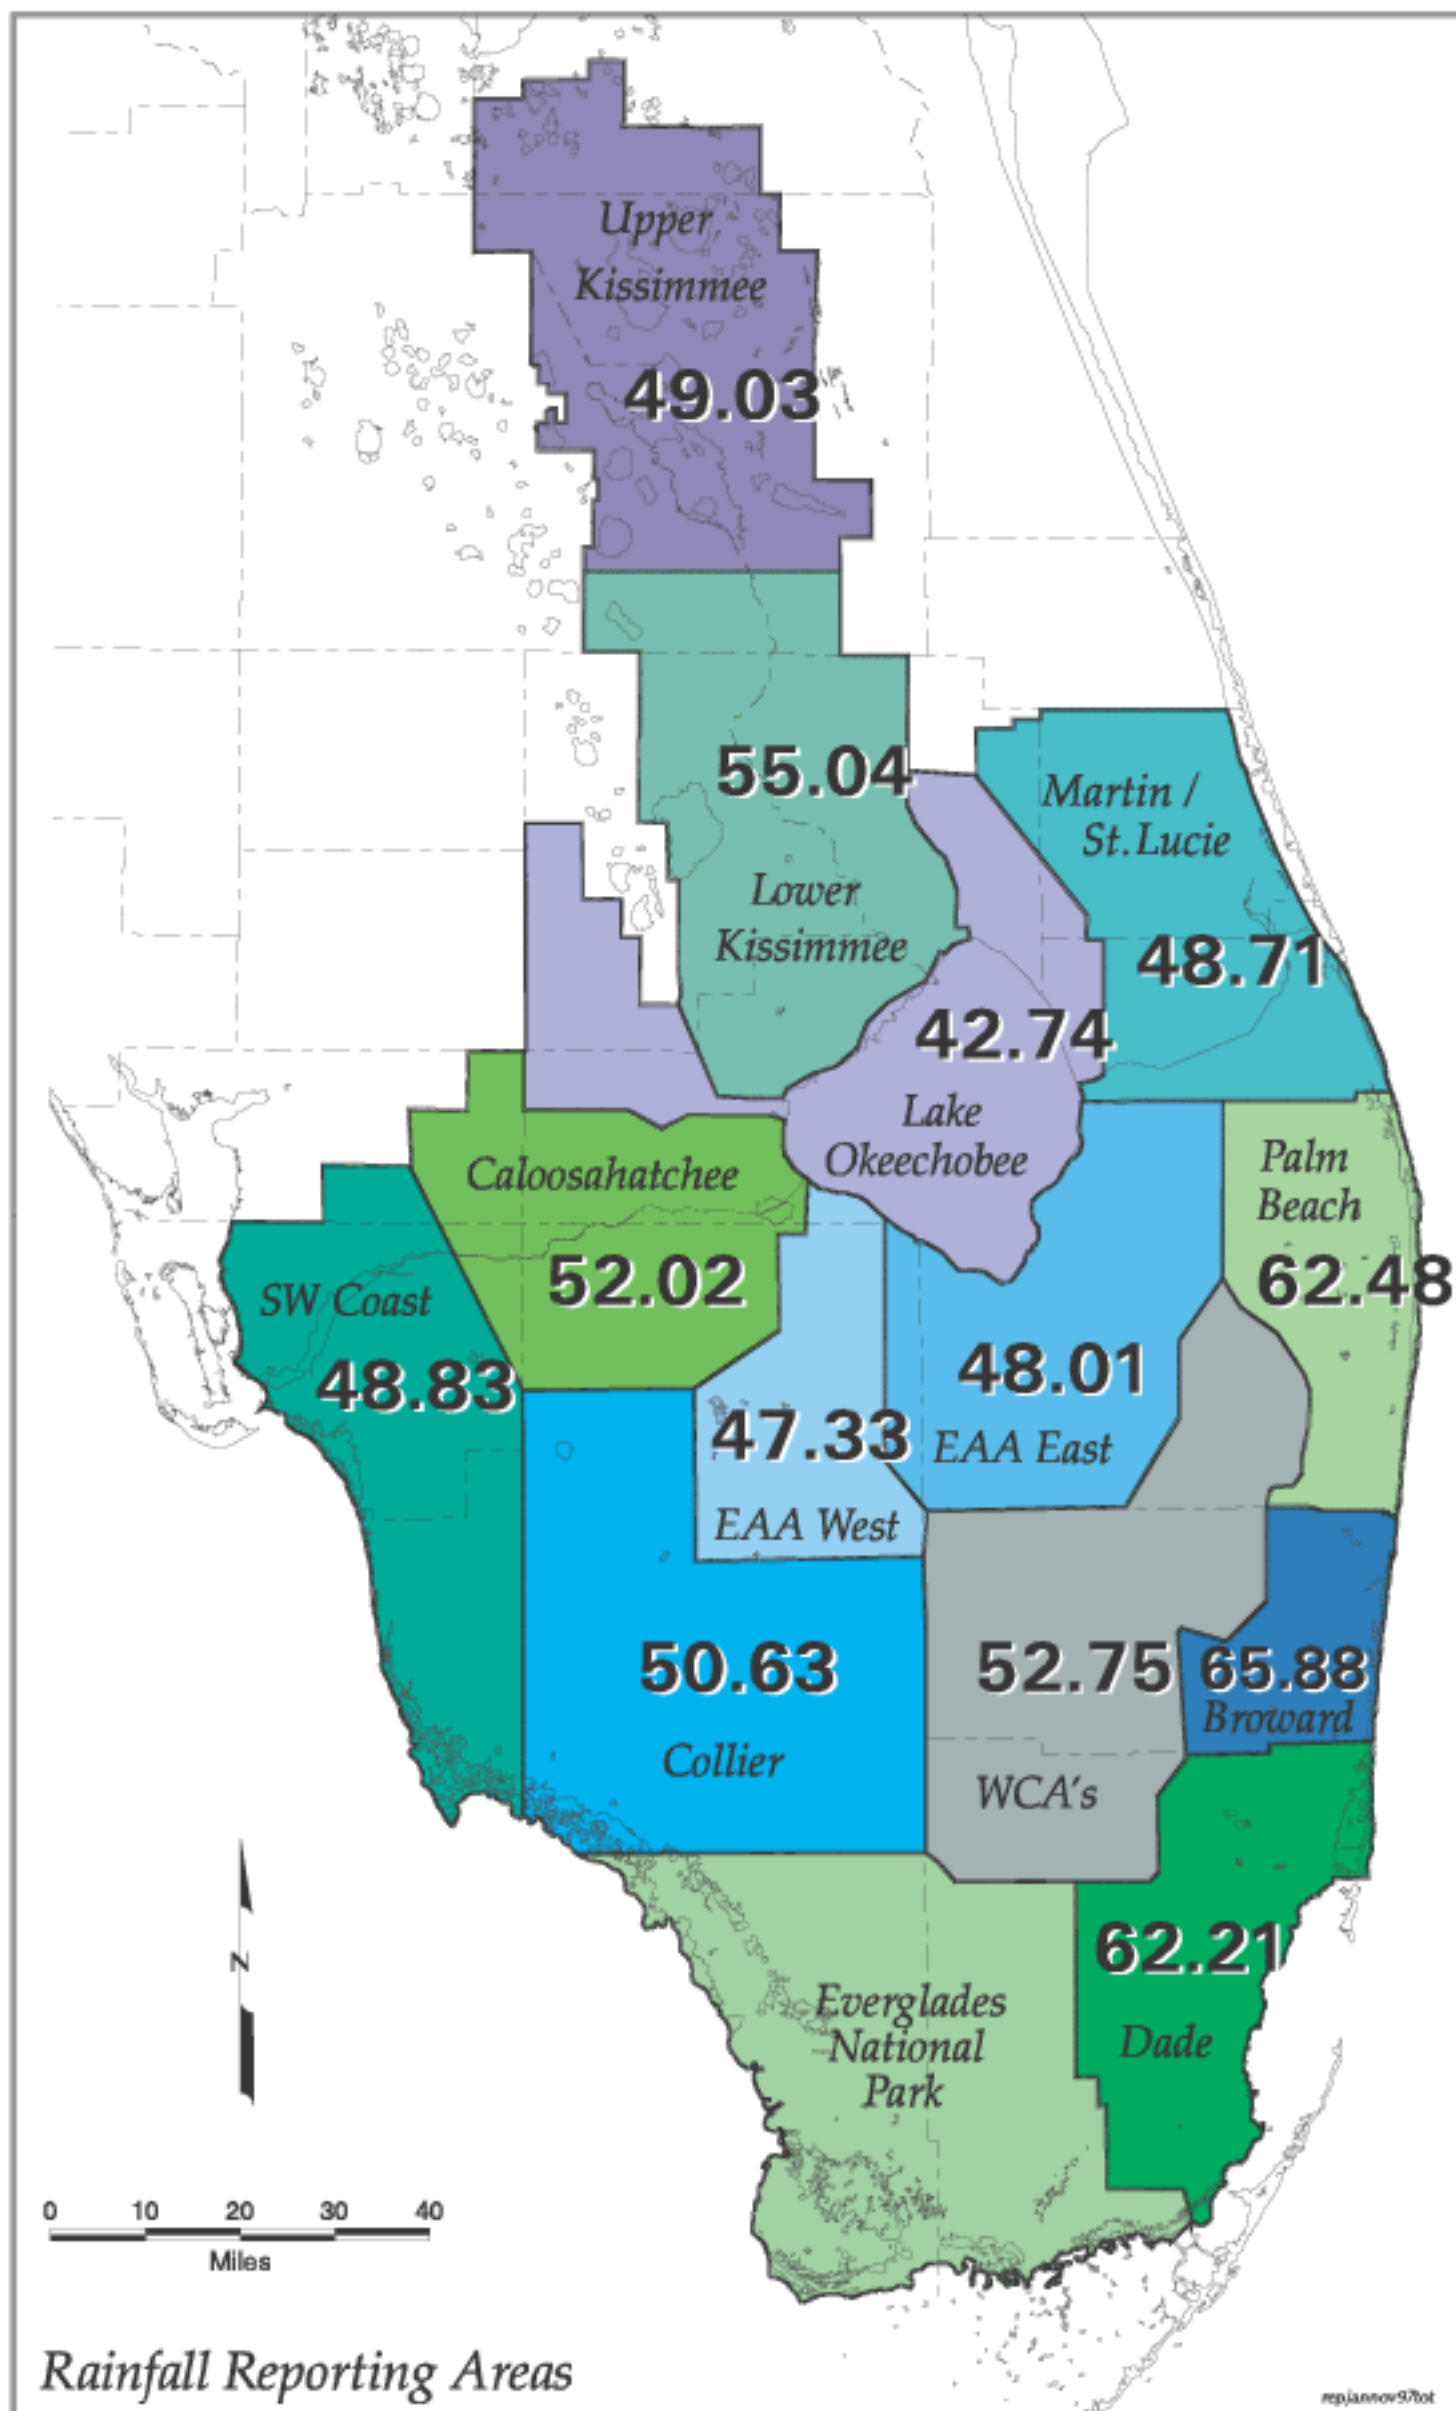 Upper
Kissimmee
49.03
55.04
Lower
Kissimmee
Martin /
St. Lucie
48.71
42.74
Lake
Okeechobee
Caloosahatchee
52.02
SW Coast
48.83
Palm
Beach
62.48
48.01
EAA East
47.33
EAA West
50.63
Collier
52.75
WCA's
65.88
Broward
62.21
Dade
Everglades
National
Park
N
0 10 20 30 40
Miles
Rainfall Reporting Areas
repjannov97tot